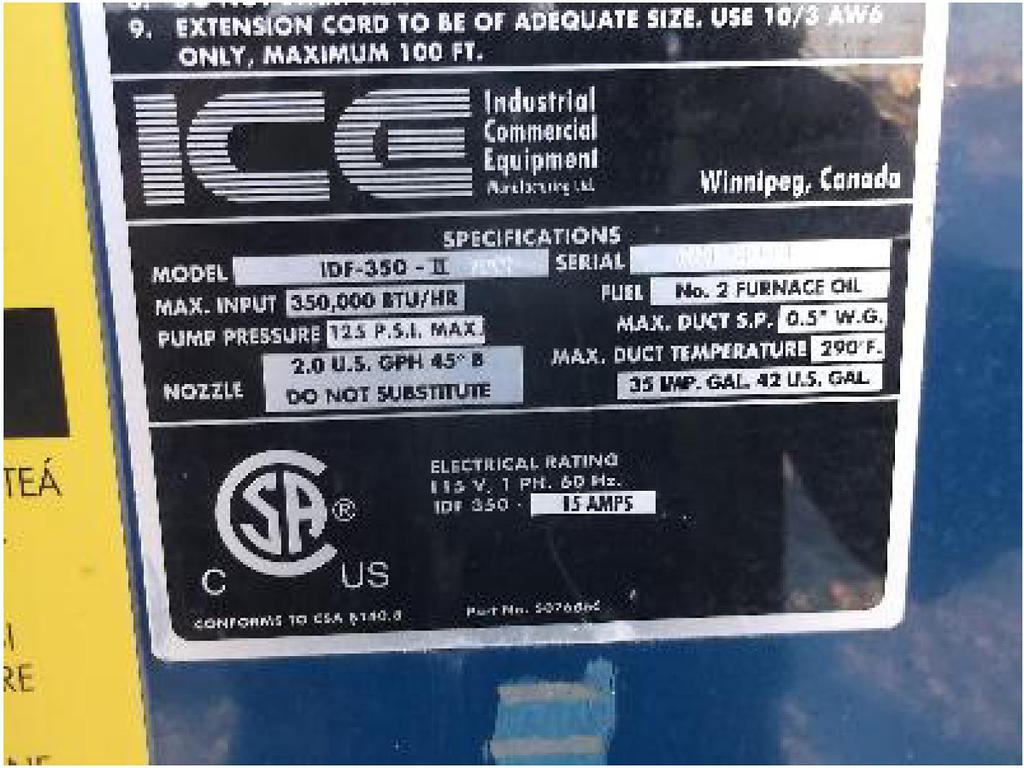 9. EXTENSION CORD TO BE OF ADEQUATE SIZE. USE 10/3 AW6
ONLY, MAXIMUM 100 FT.
ICE
Industrial
Commercial
Equipment
Manufacturing Ltd.
Winnipeg, Canada
SPECIFICATIONS
MODEL IDF-350 - II SERIAL
MAX. INPUT 350,000 BTU/HR FUEL No. 2 FURNACE OIL
PUMP PRESSURE 125 P.S.I. MAX. MAX. DUCT S.P. 0.5" W.G.
NOZZLE 2.0 U.S. GPH 45° B MAX. DUCT TEMPERATURE 290°F.
DO NOT SUBSTITUTE 35 IMP. GAL. 42 U.S. GAL.
ELECTRICAL RATING
115 V. 1 PH. 60 Hz.
IDF 350 - 15 AMPS
CSA ®
C US
CONFORMS TO CSA B140.8 Part No.
TEÁ
RE